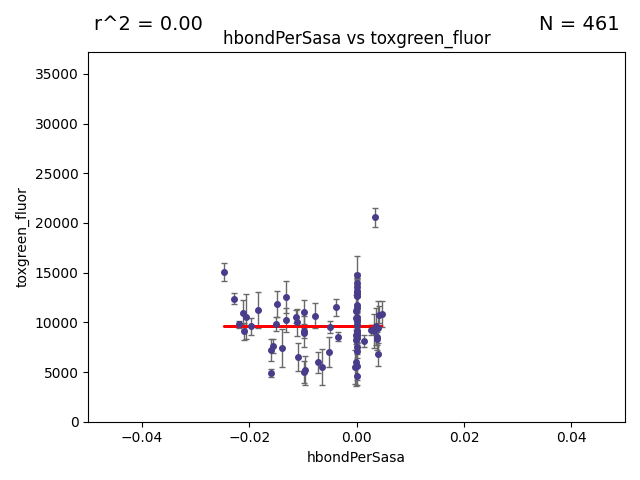 r^2 = 0.00
N = 461
hbondPerSasa vs toxgreen_fluor
35000
30000
25000
20000
15000
10000
5000
0
toxgreen_fluor
−0.04
−0.02
0.00
0.02
0.04
hbondPerSasa